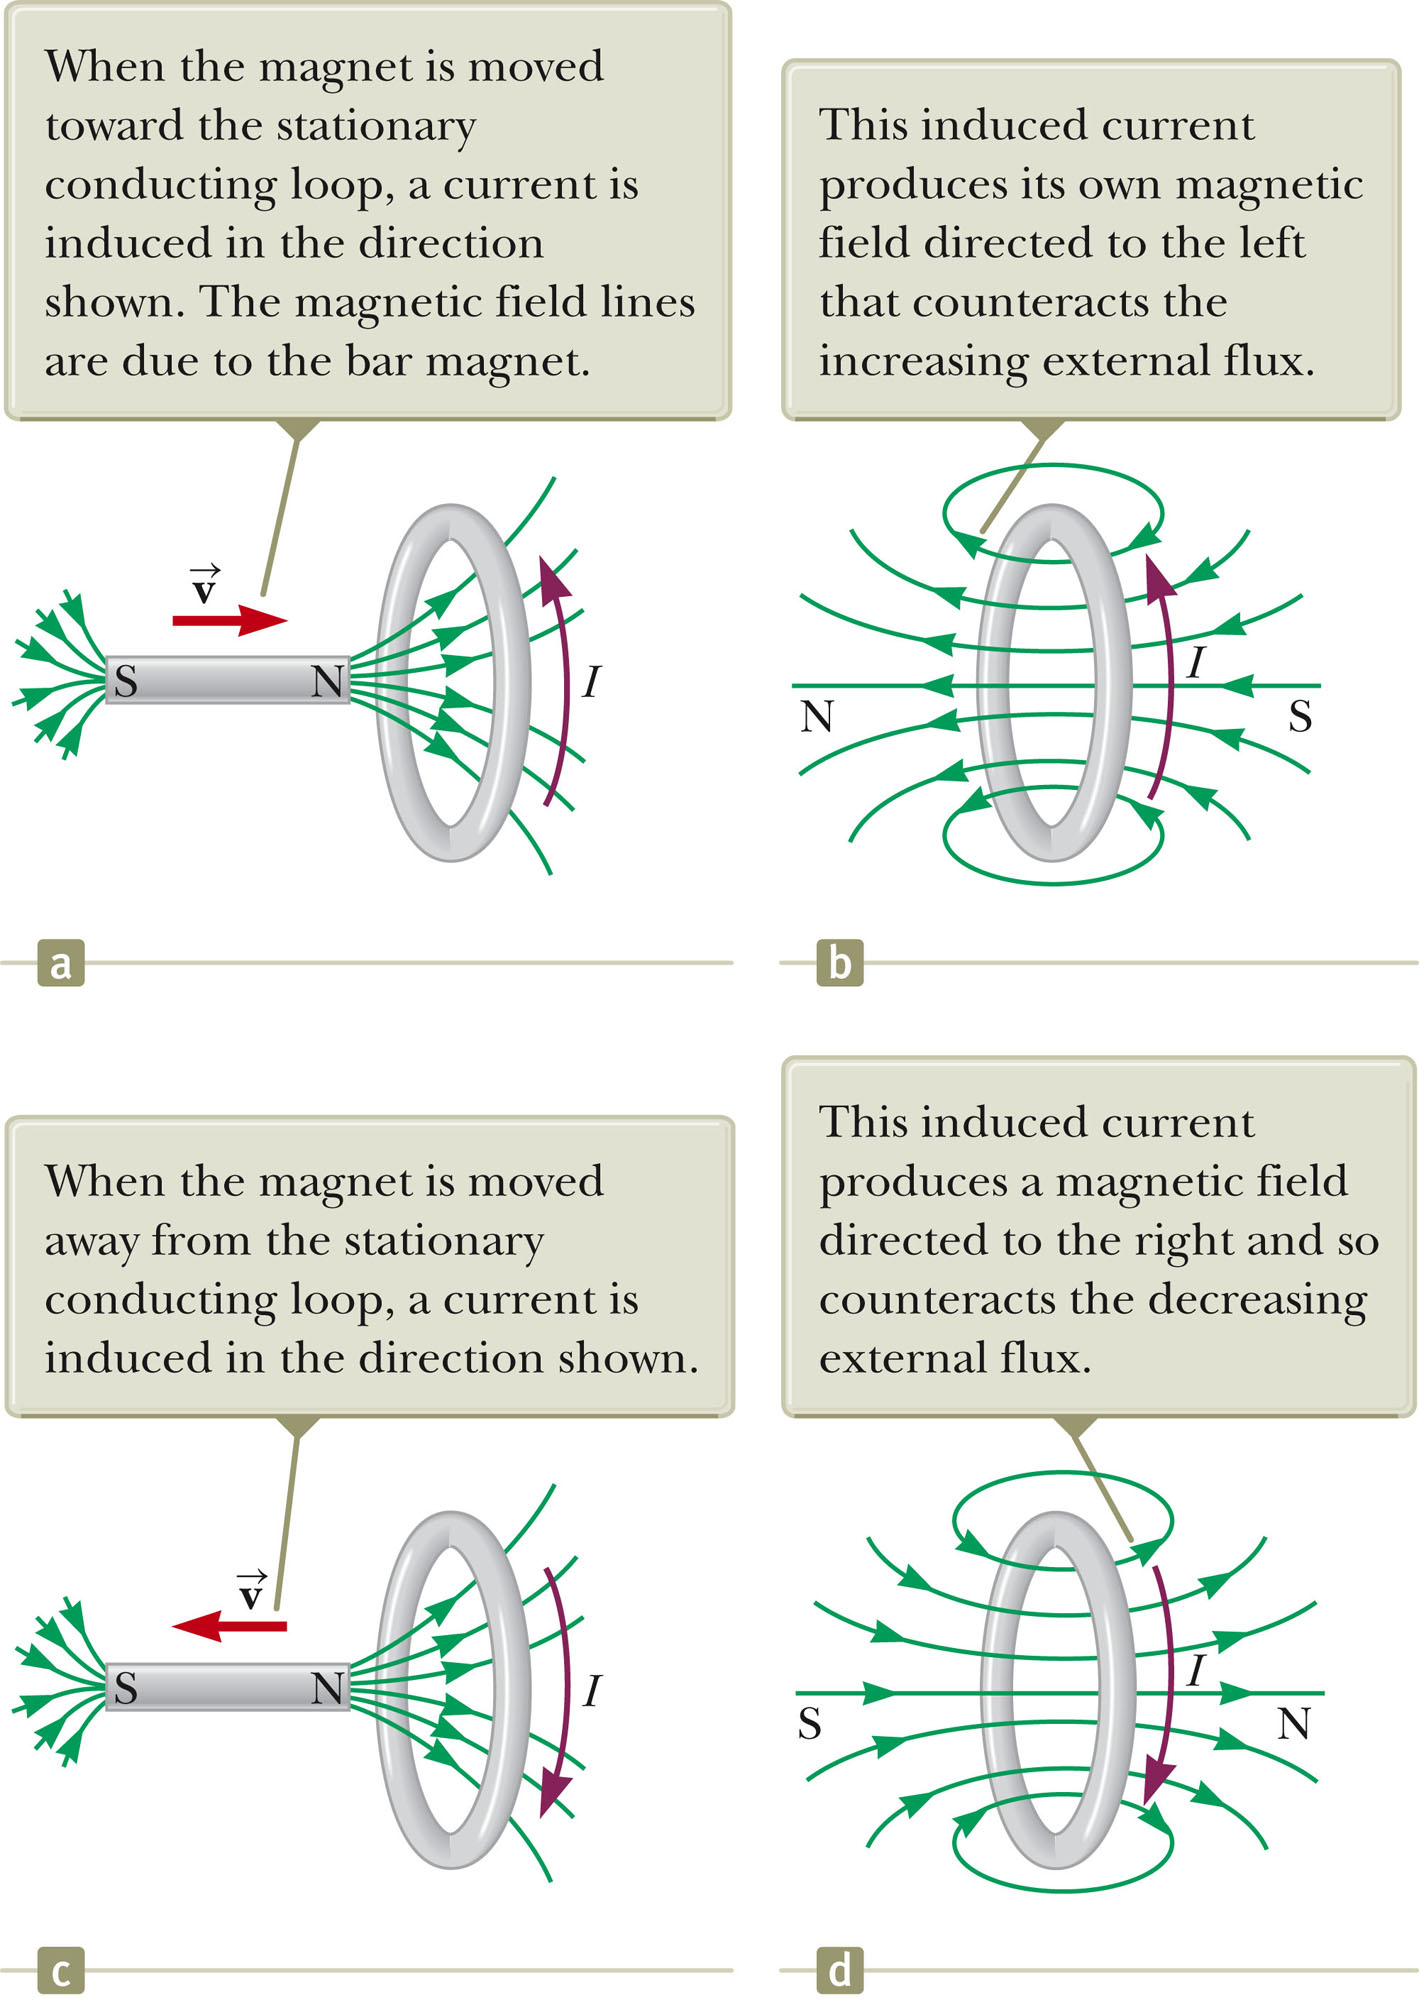 When the magnet is moved
toward the stationary
conducting loop, a current is
induced in the direction
shown. The magnetic field lines
are due to the bar magnet.
v
S
N
I
a
This induced current
produces its own magnetic
field directed to the left
that counteracts the
increasing external flux.
I
N
S
b
When the magnet is moved
away from the stationary
conducting loop, a current is
induced in the direction shown.
v
S
N
I
c
This induced current
produces a magnetic field
directed to the right and so
counteracts the decreasing
external flux.
I
S
N
d